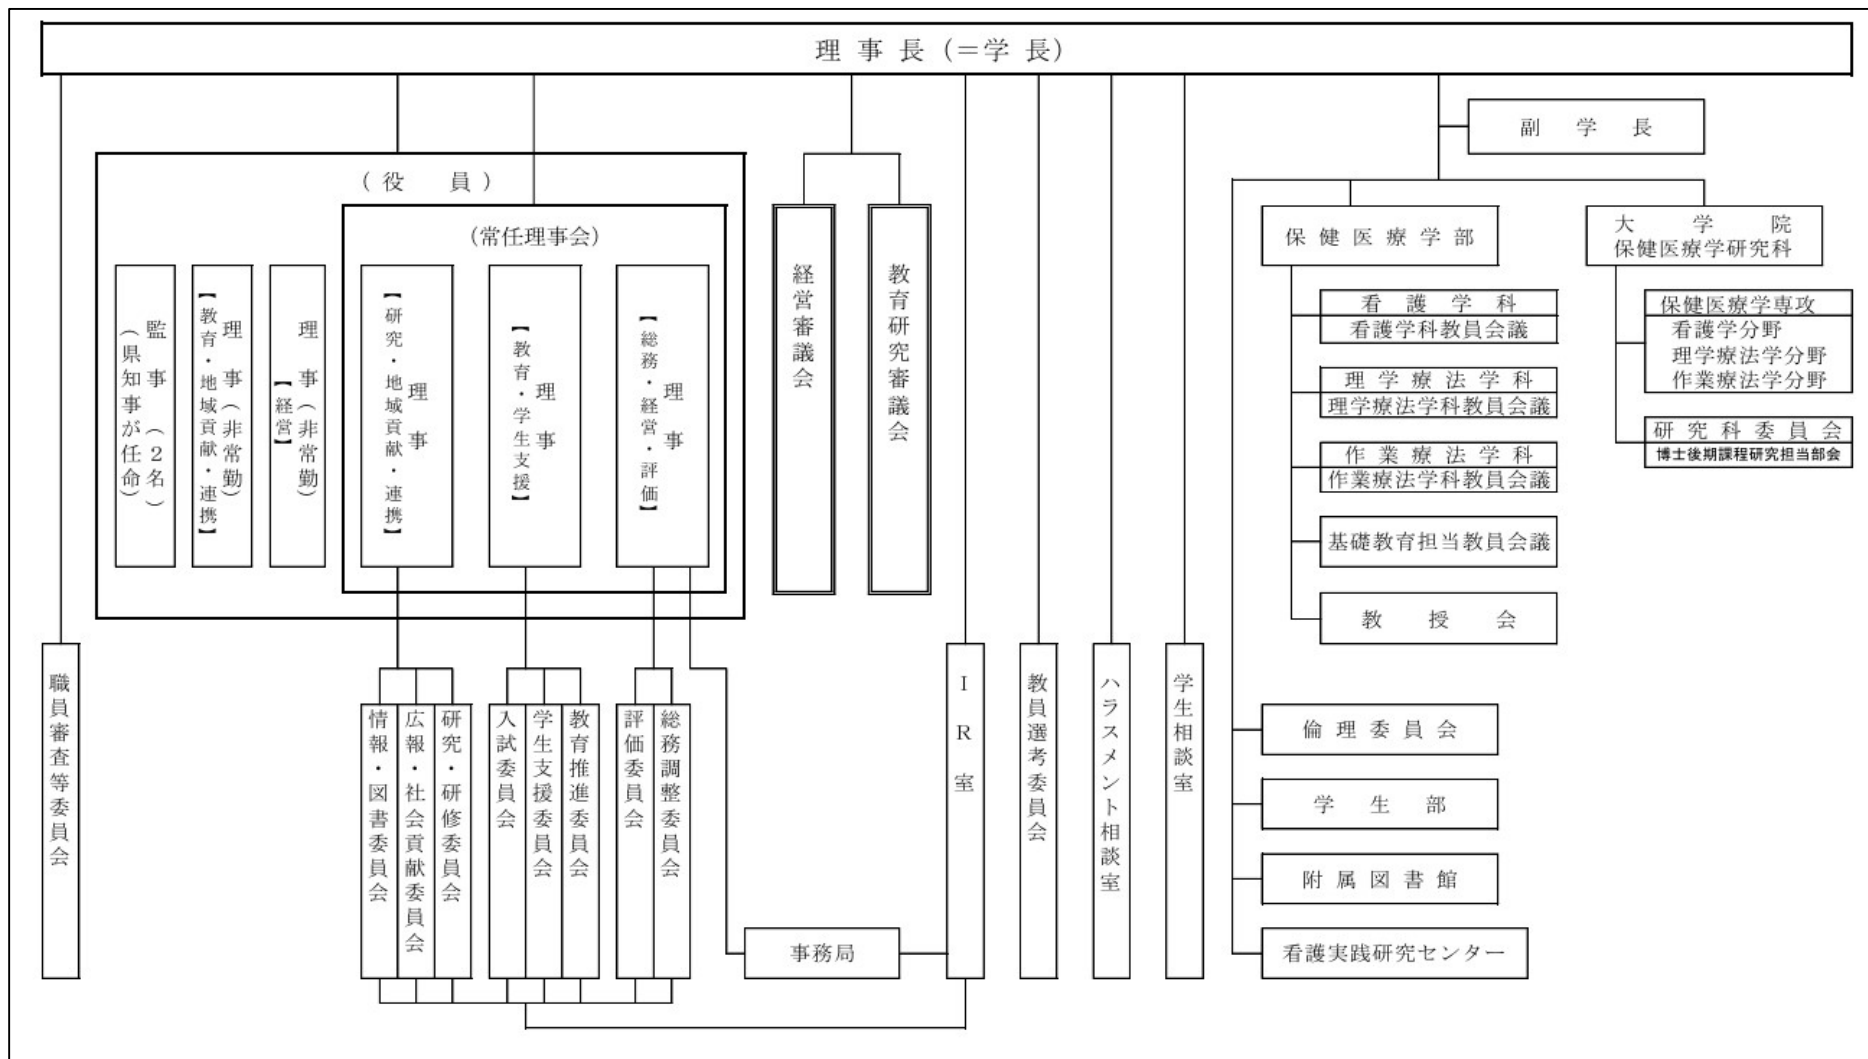 理事長(=学長)
副学長
(役員)
(常任理事会)
監事(2名)
(県知事が任命)
理事(非常勤)
【教育・地域貢献・連携】
理事(非常勤)
【経営】
理事
【研究・地域貢献・連携】
理事
【教育・学生支援】
理事
【総務・経営・評価】
経営審議会
教育研究審議会
保健医療学部
看護学科
看護学科教員会議
理学療法学科
理学療法学科教員会議
作業療法学科
作業療法学科教員会議
基礎教育担当教員会議
教授会
大学院
保健医療学研究科
保健医療学専攻
看護学分野
理学療法学分野
作業療法学分野
研究科委員会
博士後期課程研究担当部会
職員審査等委員会
情報・図書委員会
広報・社会貢献委員会
研究・研修委員会
入試委員会
学生支援委員会
教育推進委員会
評価委員会
総務調整委員会
事務局
IR室
教員選考委員会
ハラスメント相談室
学生相談室
倫理委員会
学生部
附属図書館
看護実践研究センター